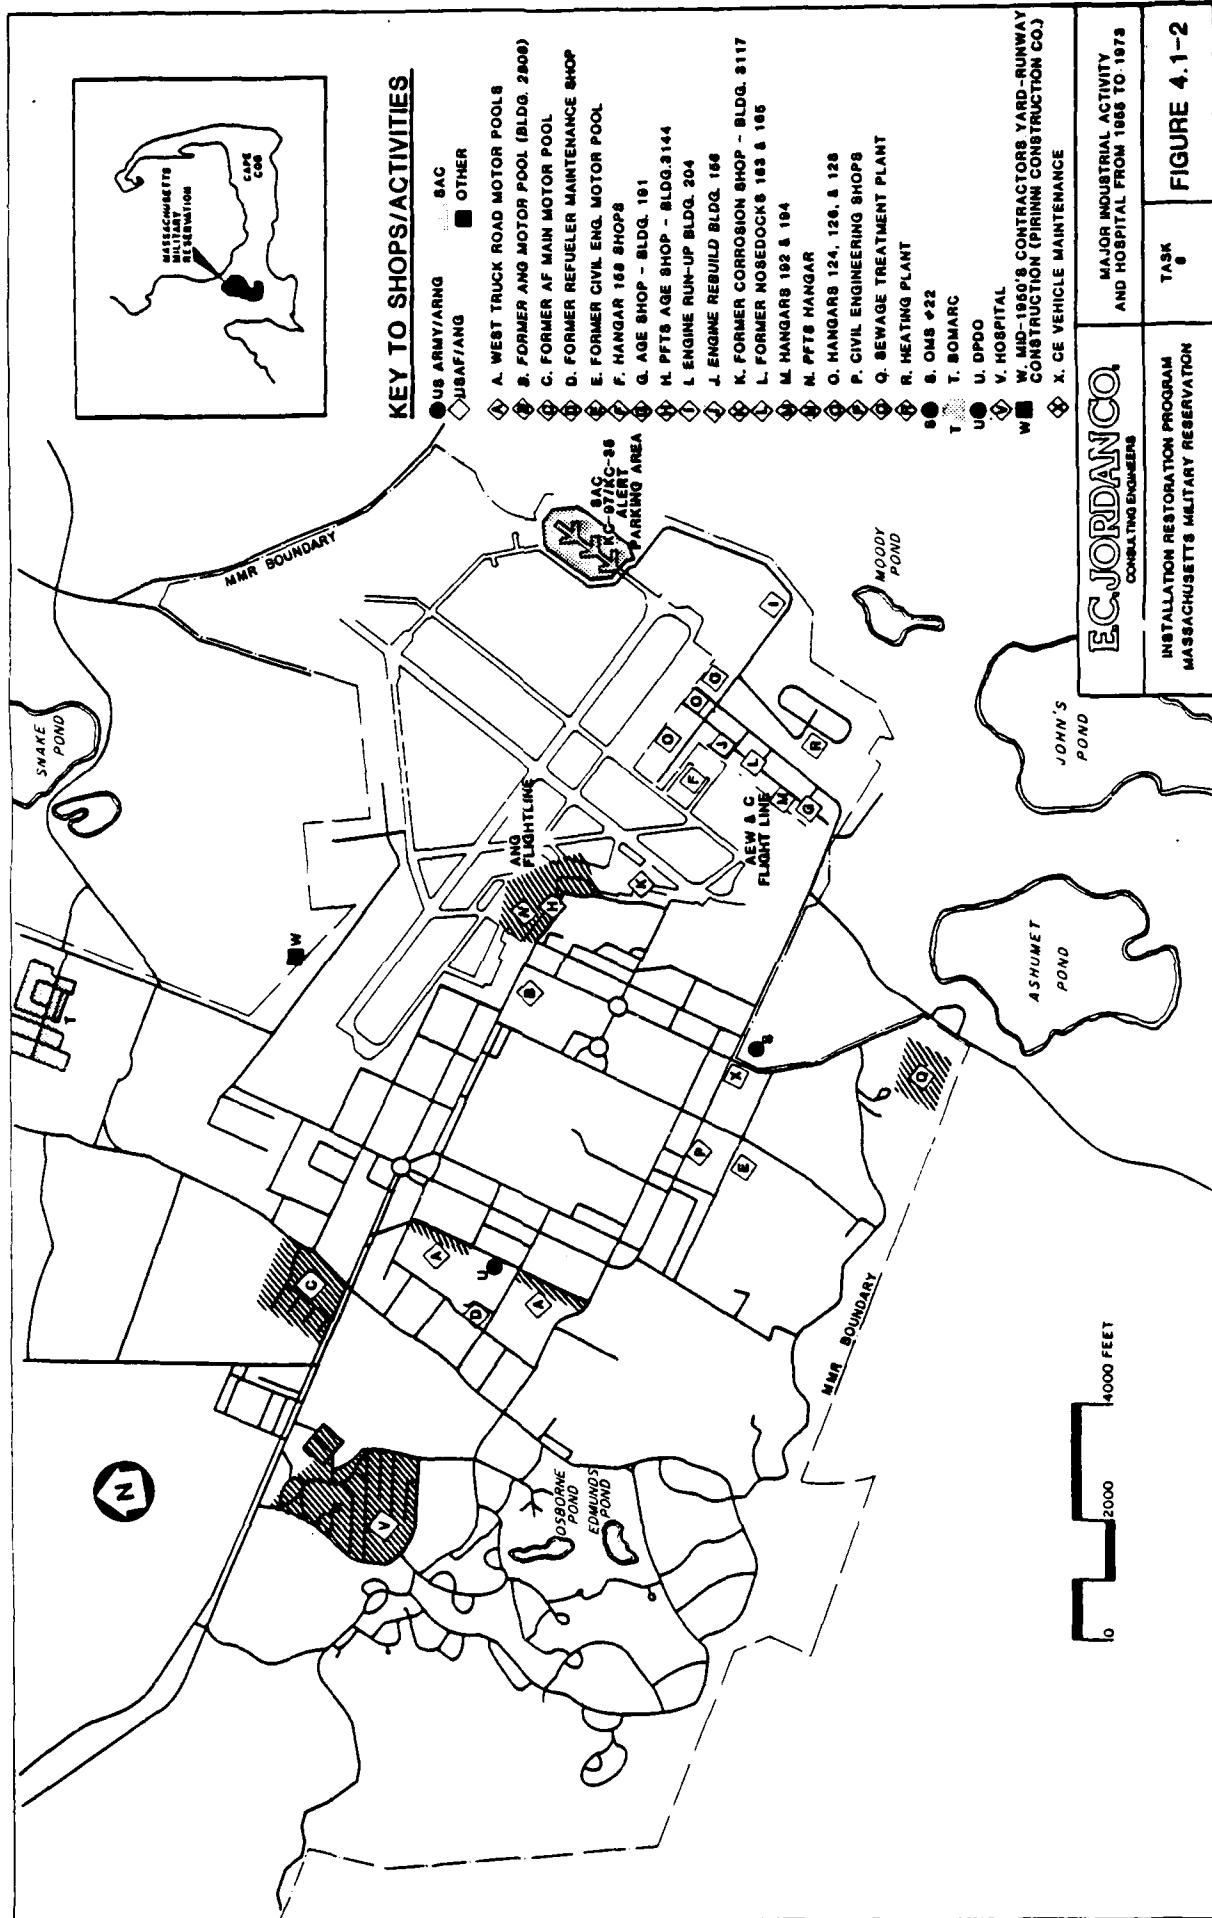 MASSACHUSETTS
MILITARY
RESERVATION
CAPE
COD
KEY TO SHOPS/ACTIVITIES
US ARMY/ARNG
SAC
USAF/ANG
OTHER
A. WEST TRUCK ROAD MOTOR POOLS
B. FORMER ANG MOTOR POOL (BLDG. 2806)
C. FORMER AF MAIN MOTOR POOL
D. FORMER REFUELER MAINTENANCE SHOP
E. FORMER CIVIL ENG. MOTOR POOL
F. HANGAR 158 SHOPS
G. AGE SHOP - BLDG. 191
H. PFTS AGE SHOP - BLDG.3144
I. ENGINE RUN-UP BLDG. 204
J. ENGINE REBUILD BLDG. 156
K. FORMER CORROSION SHOP - BLDG. 3117
L. FORMER NOSEDOCKS 163 & 165
M. HANGARS 192 & 194
N. PFTS HANGAR
O. HANGARS 124, 126, & 128
P. CIVIL ENGINEERING SHOPS
Q. SEWAGE TREATMENT PLANT
R. HEATING PLANT
S S. OMS #22
T T. BOMARC
U U. DPDO
V V. HOSPITAL
W W. MID-1950'S CONTRACTORS YARD-RUNWAY
CONSTRUCTION (PIRINNI CONSTRUCTION CO.)
X X. CE VEHICLE MAINTENANCE
SNAKE
POND
MMR BOUNDARY
SAC
KC-97/KC-35
ALERT
PARKING AREA
MOODY
POND
JOHN'S
POND
ASHUMET
POND
ANG
FLIGHTLINE
AEW & C
FLIGHT LINE
N
H
K
B
O
O
O
I
J
F
L
M
G
R
W
T
S
X
P
E
Q
C
A
U
D
A
V
OSBORNE
POND
EDMUNDS
POND
MMR BOUNDARY
N
0 2000 4000 FEET
E.C.JORDAN CO.
CONSULTING ENGINEERS
INSTALLATION RESTORATION PROGRAM
MASSACHUSETTS MILITARY RESERVATION
MAJOR INDUSTRIAL ACTIVITY
AND HOSPITAL FROM 1955 TO 1973
TASK
6
FIGURE 4.1-2